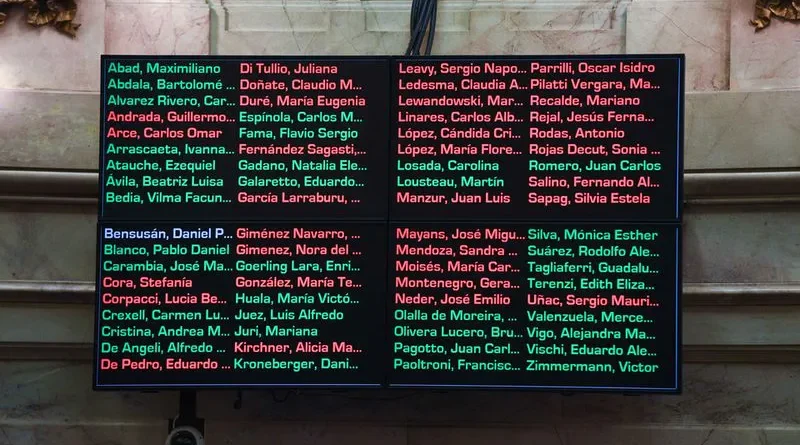 Abad, Maximiliano
Abdala, Bartolomé ...
Alvarez Rivero, Car...
Andrada, Guillermo...
Arce, Carlos Omar
Arrascaeta, Ivanna...
Atauche, Ezequiel
Ávila, Beatriz Luisa
Bedia, Vilma Facun...
Di Tullio, Juliana
Doñate, Claudio M...
Duré, María Eugenia
Espínola, Carlos M...
Fama, Flavio Sergio
Fernández Sagasti,...
Gadano, Natalia Ele...
Galaretto, Eduardo...
García Larraburu, ...
Leavy, Sergio Napo...
Ledesma, Claudia A...
Lewandowski, Mar...
Linares, Carlos Alb...
López, Cándida Cri...
López, María Flore...
Losada, Carolina
Lousteau, Martín
Manzur, Juan Luis
Parrilli, Oscar Isidro
Pilatti Vergara, Ma...
Recalde, Mariano
Rejal, Jesús Ferna...
Rodas, Antonio
Rojas Decut, Sonia ...
Romero, Juan Carlos
Salino, Fernando Al...
Sapag, Silvia Estela
Bensusán, Daniel P...
Blanco, Pablo Daniel
Carambia, José Ma...
Cora, Stefanía
Corpacci, Lucia Be...
Crexell, Carmen Lu...
Cristina, Andrea M...
De Angeli, Alfredo ...
De Pedro, Eduardo ...
Giménez Navarro, ...
Gimenez, Nora del ...
Goerling Lara, Enri...
González, María Te...
Huala, María Victó...
Juez, Luis Alfredo
Juri, Mariana
Kirchner, Alicia Ma...
Kroneberger, Dani...
Mayans, José Migu...
Mendoza, Sandra ...
Moisés, María Car...
Montenegro, Gera...
Neder, José Emilio
Olalla de Moreira, ...
Olivera Lucero, Bru...
Pagotto, Juan Carl...
Paoltroni, Francisc...
Silva, Mónica Esther
Suárez, Rodolfo Ale...
Tagliaferri, Guadalu...
Terenzi, Edith Eliza...
Uñac, Sergio Mauri...
Valenzuela, Merce...
Vigo, Alejandra Ma...
Vischi, Eduardo Ale...
Zimmermann, Víctor